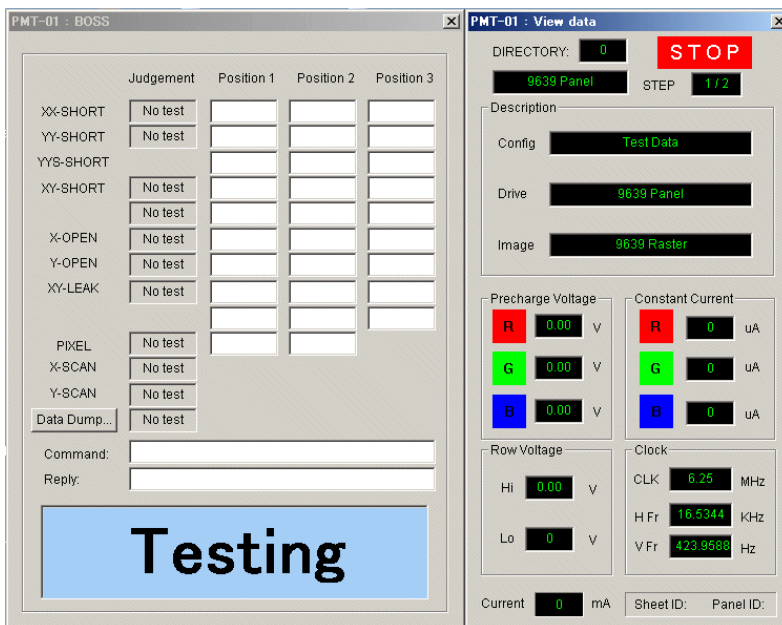 PMT-01 : BOSS
Judgement Position 1 Position 2 Position 3
XX-SHORT No test
YY-SHORT No test
YYS-SHORT
XY-SHORT No test
No test
X-OPEN No test
Y-OPEN No test
XY-LEAK No test
PIXEL No test
X-SCAN No test
Y-SCAN No test
Data Dump... No test
Command:
Reply:
Testing
PMT-01 : View data
DIRECTORY: 0 STOP
9639 Panel STEP 1 / 2
Description
Config Test Data
Drive 9639 Panel
Image 9639 Raster
Precharge Voltage
R 0.00 V
G 0.00 V
B 0.00 V
Constant Current
R 0 uA
G 0 uA
B 0 uA
Row Voltage
Hi 0.00 V
Lo 0 V
Clock
CLK 6.25 MHz
H Fr 16.5344 KHz
V Fr 423.9588 Hz
Current 0 mA Sheet ID: Panel ID: